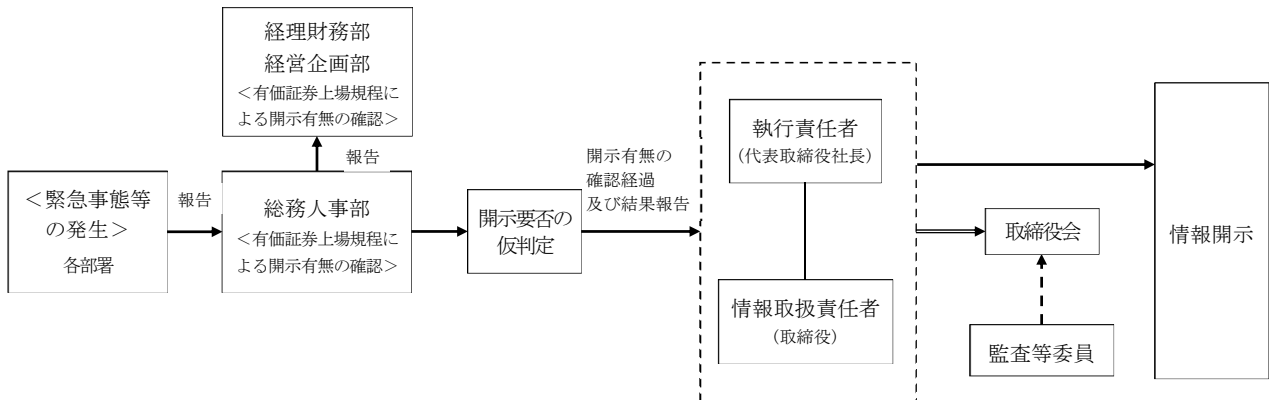 経理財務部
経営企画部
＜有価証券上場規程に
よる開示有無の確認＞
報告
＜緊急事態等
の発生＞
各部署
報告
総務人事部
＜有価証券上場規程に
よる開示有無の確認＞
開示要否の
仮判定
開示有無の
確認経過
及び結果報告
執行責任者
（代表取締役社長）
情報取扱責任者
（取締役）
取締役会
監査等委員
情報開示